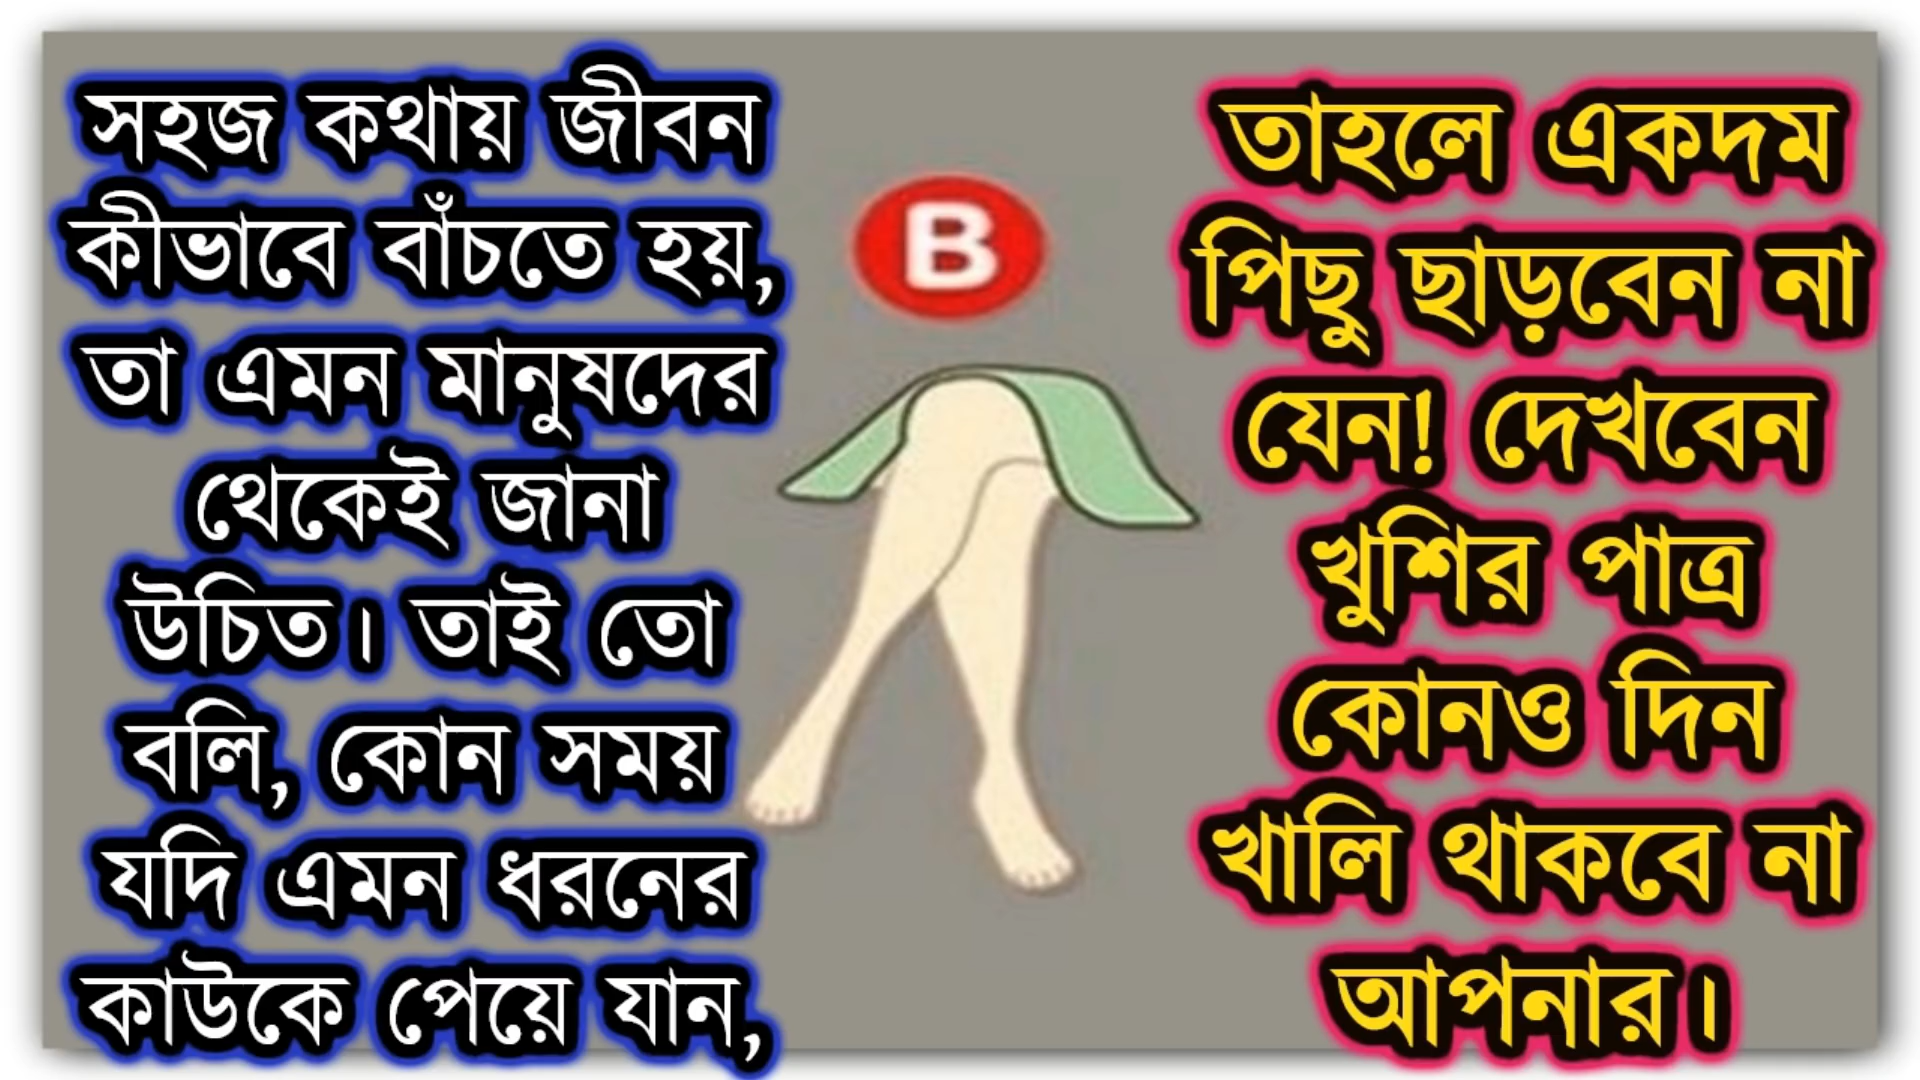 সহজ কথায় জীবন
কীভাবে বাঁচতে হয়,
তা এমন মানুষদের
থেকেই জানা
উচিত। তাই তো
বলি, কোন সময়
যদি এমন ধরনের
কাউকে পেয়ে যান,
B
তাহলে একদম
পিছু ছাড়বেন না
যেন! দেখবেন
খুশির পাত্র
কোনও দিন
খালি থাকবে না
আপনার।